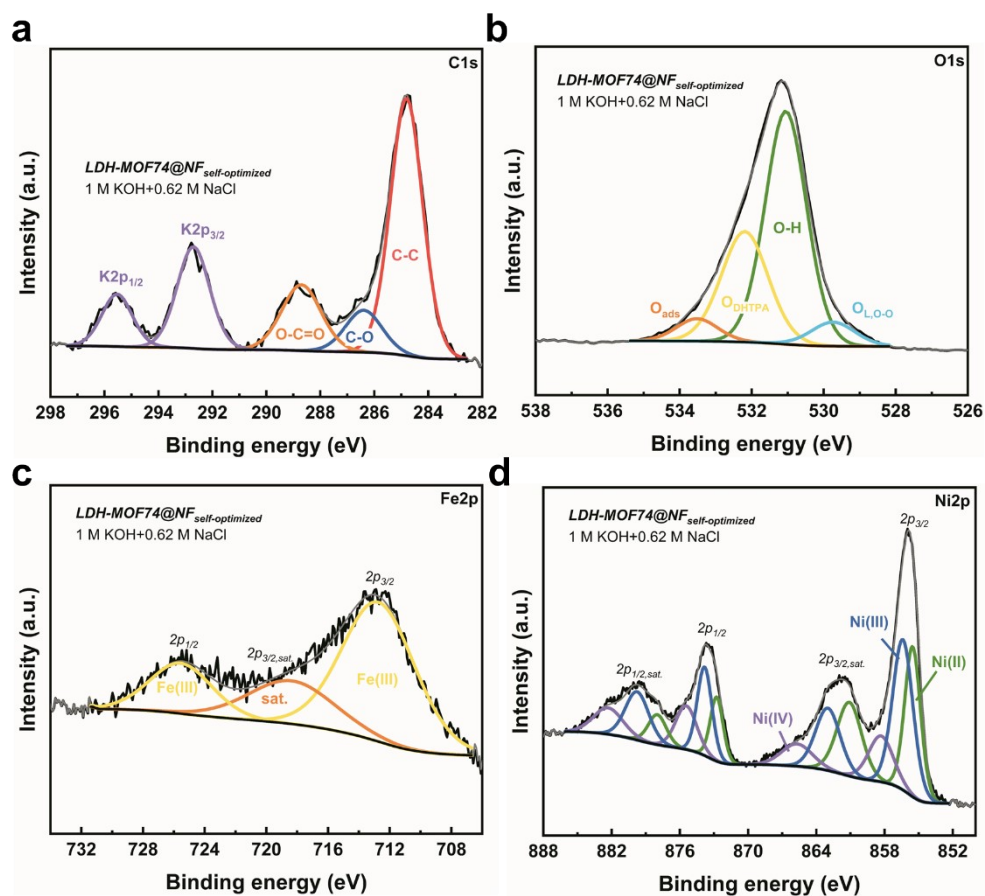 a
C1s
LDH-MOF74@NFself-optimized
1 M KOH+0.62 M NaCl
K2p3/2
K2p1/2
C-C
O-C=O
C-O
Intensity (a.u.)
298 296 294 292 290 288 286 284 282
Binding energy (eV)
b
O1s
LDH-MOF74@NFself-optimized
1 M KOH+0.62 M NaCl
O-H
Oads
ODHTPA
OL,O-O
Intensity (a.u.)
538 536 534 532 530 528 526
Binding energy (eV)
c
Fe2p
LDH-MOF74@NFself-optimized
1 M KOH+0.62 M NaCl
2p3/2
2p1/2
2p3/2,sat.
Fe(III)
sat.
Fe(III)
Intensity (a.u.)
732 728 724 720 716 712 708
Binding energy (eV)
d
Ni2p
LDH-MOF74@NFself-optimized
1 M KOH+0.62 M NaCl
2p3/2
2p1/2
Ni(III)
2p1/2,sat.
2p3/2,sat.
Ni(II)
Ni(IV)
Intensity (a.u.)
888 882 876 870 864 858 852
Binding energy (eV)